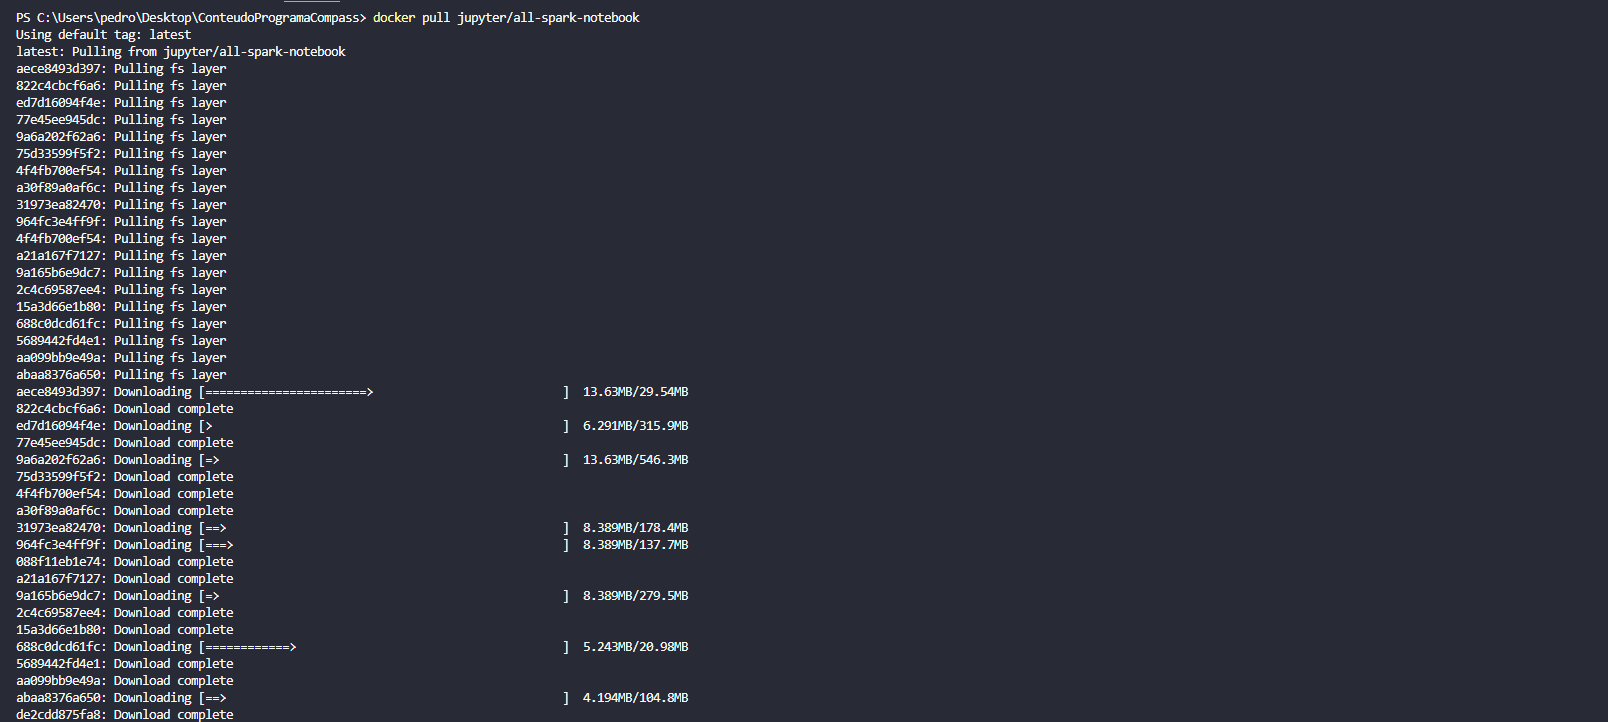 PS C:\Users\pedro\Desktop\ConteudoProgramaCompass> docker pull jupyter/all-spark-notebook
Using default tag: latest
latest: Pulling from jupyter/all-spark-notebook
aece8493d397: Pulling fs layer
822c4cbcf6a6: Pulling fs layer
ed7d16094f4e: Pulling fs layer
77e45ee945dc: Pulling fs layer
9a6a202f62a6: Pulling fs layer
75d33599f5f2: Pulling fs layer
4f4fb700ef54: Pulling fs layer
a30f89a0af6c: Pulling fs layer
31973ea82470: Pulling fs layer
964fc3e4ff9f: Pulling fs layer
4f4fb700ef54: Pulling fs layer
a21a167f7127: Pulling fs layer
9a165b6e9dc7: Pulling fs layer
2c4c69587ee4: Pulling fs layer
15a3d66e1b80: Pulling fs layer
688c0dcd61fc: Pulling fs layer
5689442fd4e1: Pulling fs layer
aa099bb9e49a: Pulling fs layer
abaa8376a650: Pulling fs layer
aece8493d397: Downloading [=======================>                           ]  13.63MB/29.54MB
822c4cbcf6a6: Download complete
ed7d16094f4e: Downloading [>                                                  ]  6.291MB/315.9MB
77e45ee945dc: Download complete
9a6a202f62a6: Downloading [=>                                                 ]  13.63MB/546.3MB
75d33599f5f2: Download complete
4f4fb700ef54: Download complete
a30f89a0af6c: Download complete
31973ea82470: Downloading [==>                                                ]  8.389MB/178.4MB
964fc3e4ff9f: Downloading [===>                                               ]  8.389MB/137.7MB
088f11eb1e74: Download complete
a21a167f7127: Download complete
9a165b6e9dc7: Downloading [=>                                                 ]  8.389MB/279.5MB
2c4c69587ee4: Download complete
15a3d66e1b80: Download complete
688c0dcd61fc: Downloading [============>                                      ]  5.243MB/20.98MB
5689442fd4e1: Download complete
aa099bb9e49a: Download complete
abaa8376a650: Downloading [==>                                                ]  4.194MB/104.8MB
de2cdd875fa8: Download complete